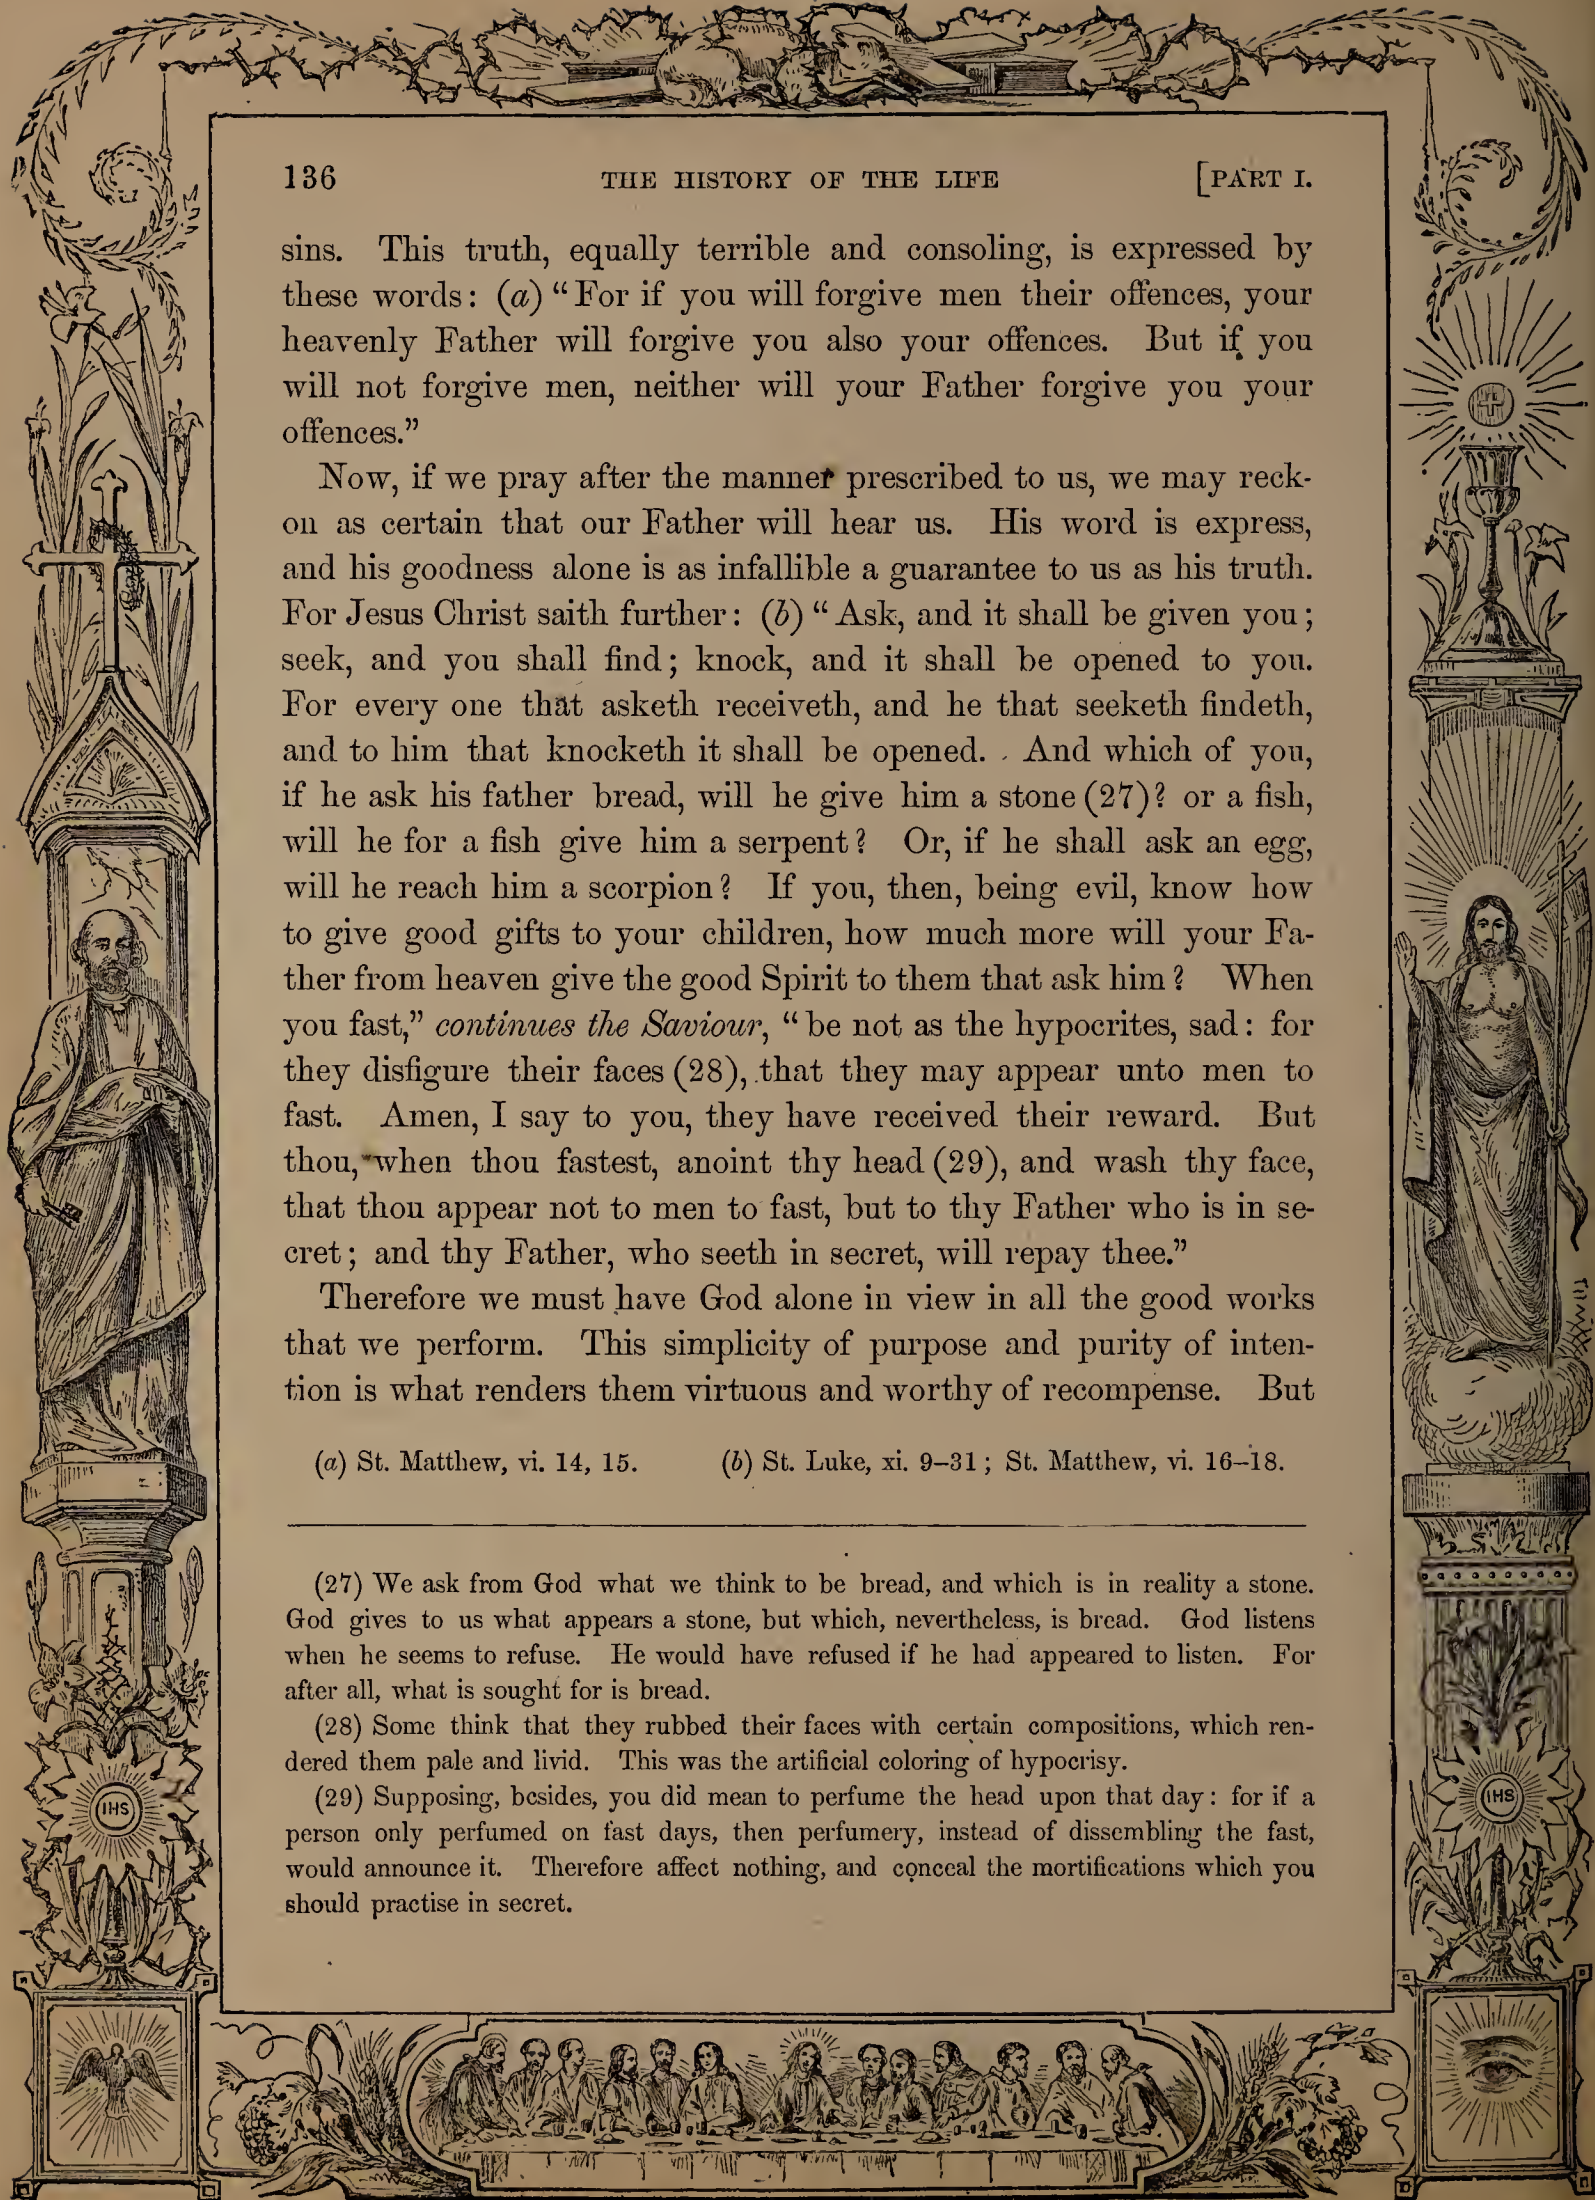 136 THE HISTORY OF THE LIFE [PART I.
sins. This truth, equally terrible and consoling, is expressed by
these words: (a) “For if you will forgive men their offences, your
heavenly Father will forgive you also your offences. But if you
will not forgive men, neither will your Father forgive you your
offences.”
Now, if we pray after the manner prescribed to us, we may reck-
on as certain that our Father will hear us. His word is express,
and his goodness alone is as infallible a guarantee to us as his truth.
For Jesus Christ saith further: (b) “Ask, and it shall be given you;
seek, and you shall find; knock, and it shall be opened to you.
For every one that asketh receiveth, and he that seeketh findeth,
and to him that knocketh it shall be opened. And which of you,
if he ask his father bread, will he give him a stone (27)? or a fish,
will he for a fish give him a serpent? Or, if he shall ask an egg,
will he reach him a scorpion? If you, then, being evil, know how
to give good gifts to your children, how much more will your Fa-
ther from heaven give the good Spirit to them that ask him? When
you fast,” continues the Saviour, “be not as the hypocrites, sad: for
they disfigure their faces (28), that they may appear unto men to
fast. Amen, I say to you, they have received their reward. But
thou, when thou fastest, anoint thy head (29), and wash thy face,
that thou appear not to men to fast, but to thy Father who is in se-
cret; and thy Father, who seeth in secret, will repay thee.”
Therefore we must have God alone in view in all the good works
that we perform. This simplicity of purpose and purity of inten-
tion is what renders them virtuous and worthy of recompense. But
(a) St. Matthew, vi. 14, 15. (b) St. Luke, xi. 9–31; St. Matthew, vi. 16–18.
(27) We ask from God what we think to be bread, and which is in reality a stone.
God gives to us what appears a stone, but which, nevertheless, is bread. God listens
when he seems to refuse. He would have refused if he had appeared to listen. For
after all, what is sought for is bread.
(28) Some think that they rubbed their faces with certain compositions, which ren-
dered them pale and livid. This was the artificial coloring of hypocrisy.
(29) Supposing, besides, you did mean to perfume the head upon that day: for if a
person only perfumed on fast days, then perfumery, instead of dissembling the fast,
would announce it. Therefore affect nothing, and conceal the mortifications which you
should practise in secret.
IHS
IHS